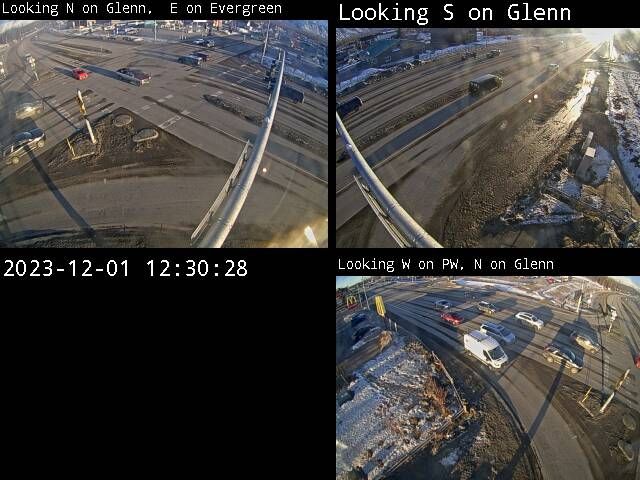 Looking N on Glenn, E on Evergreen
Looking S on Glenn
2023-12-01 12:30:28
Looking W on PW, N on Glenn